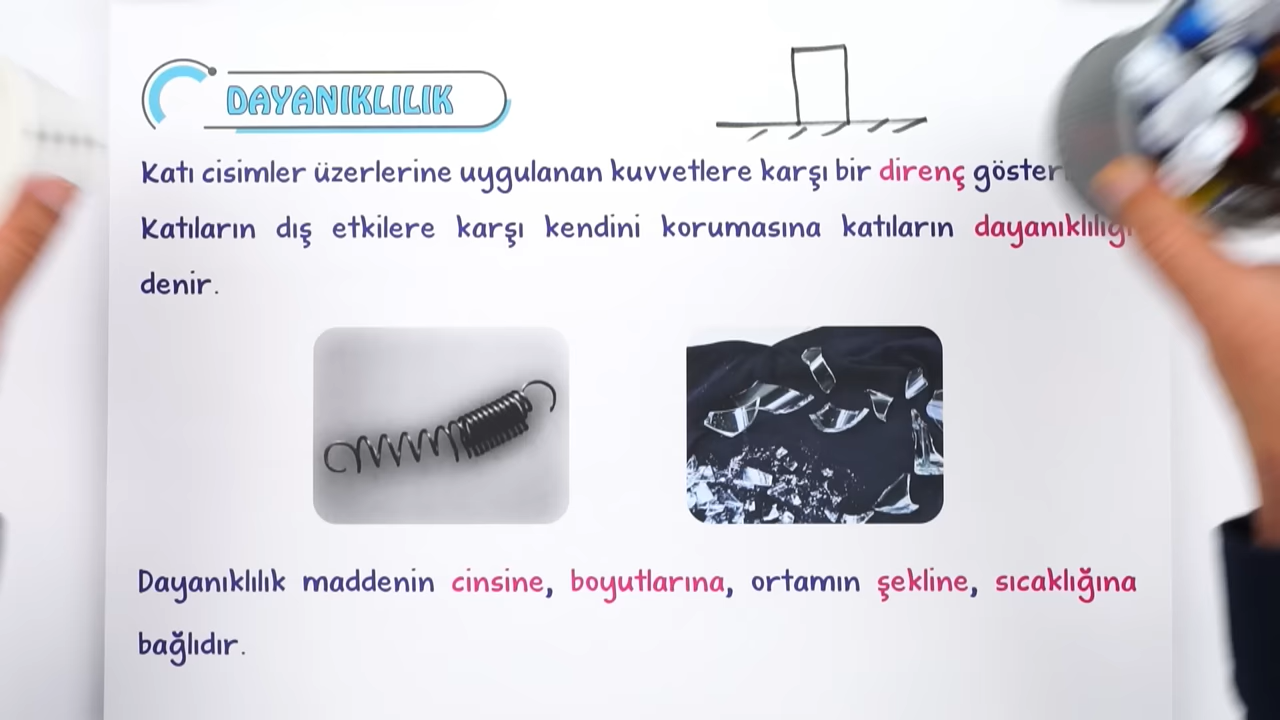 DAYANIKLILIK
Katı cisimler üzerlerine uygulanan kuvvetlere karşı bir direnç
Katıların dış etkilere karşı kendini korumasına katıların
denir.
Dayanıklılık maddenin cinsine, boyutlarına, ortamın şekline, sıcaklığına
bağlıdır.